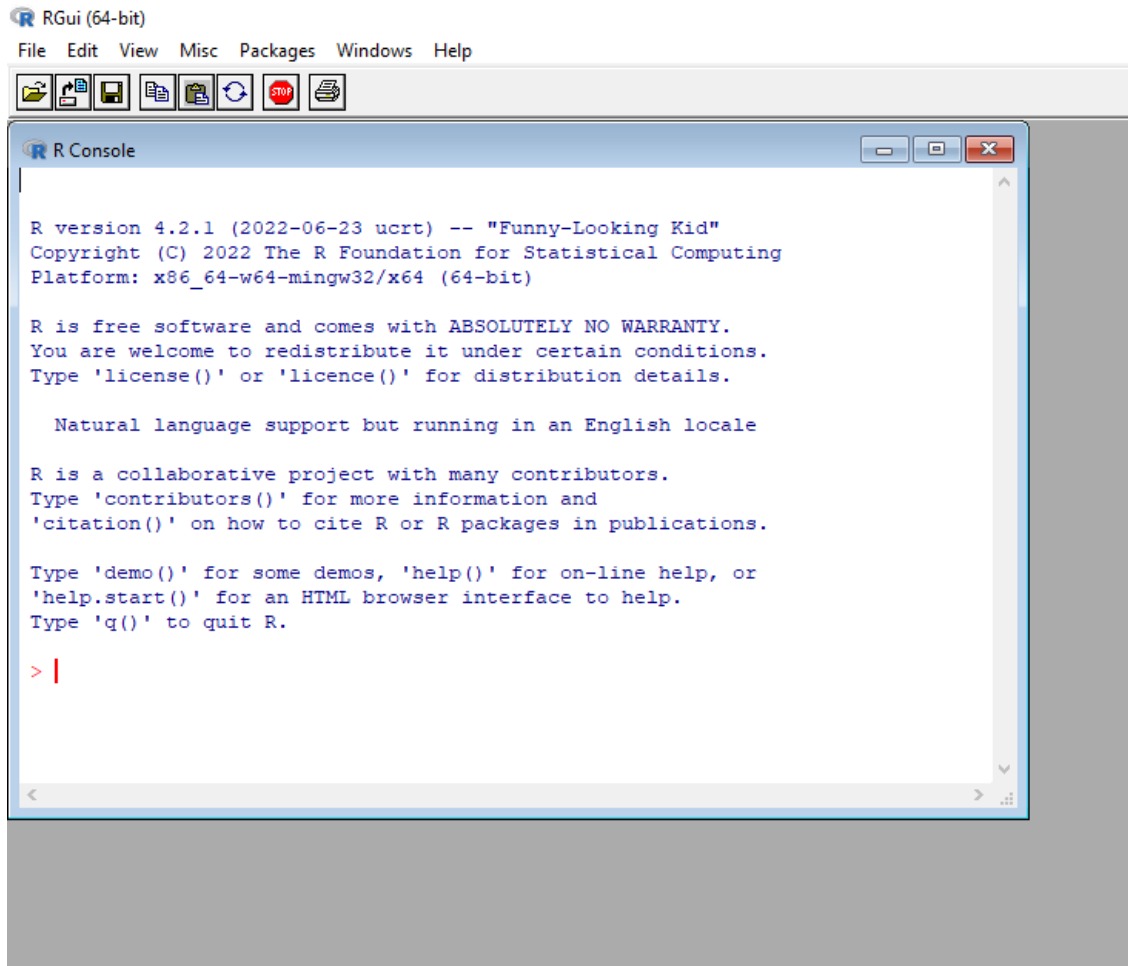 RGui (64-bit)
File Edit View Misc Packages Windows Help
STOP
R Console
R version 4.2.1 (2022-06-23 ucrt) -- "Funny-Looking Kid"
Copyright (C) 2022 The R Foundation for Statistical Computing
Platform: x86_64-w64-mingw32/x64 (64-bit)
R is free software and comes with ABSOLUTELY NO WARRANTY.
You are welcome to redistribute it under certain conditions.
Type 'license()' or 'licence()' for distribution details.
Natural language support but running in an English locale
R is a collaborative project with many contributors.
Type 'contributors()' for more information and
'citation()' on how to cite R or R packages in publications.
Type 'demo()' for some demos, 'help()' for on-line help, or
'help.start()' for an HTML browser interface to help.
Type 'q()' to quit R.
>